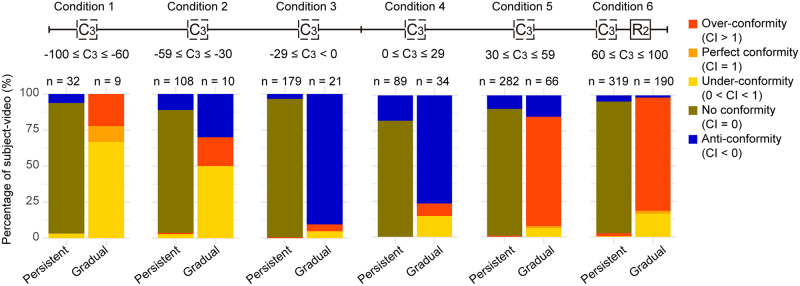 Condition 1 Condition 2 Condition 3 Condition 4 Condition 5 Condition 6
C3 C3 C3 C3 C3 C3 R2
-100 ≤ C3 ≤ -60 -59 ≤ C3 ≤ -30 -29 ≤ C3 < 0 0 ≤ C3 ≤ 29 30 ≤ C3 ≤ 59 60 ≤ C3 ≤ 100
n = 32 n = 9 n = 108 n = 10 n = 179 n = 21 n = 89 n = 34 n = 282 n = 66 n = 319 n = 190
Percentage of subject-video (%)
100
75
50
25
0
Persistent Gradual Persistent Gradual Persistent Gradual Persistent Gradual Persistent Gradual Persistent Gradual
Over-conformity
(CI > 1)
Perfect conformity
(CI = 1)
Under-conformity
(0 < CI < 1)
No conformity
(CI = 0)
Anti-conformity
(CI < 0)